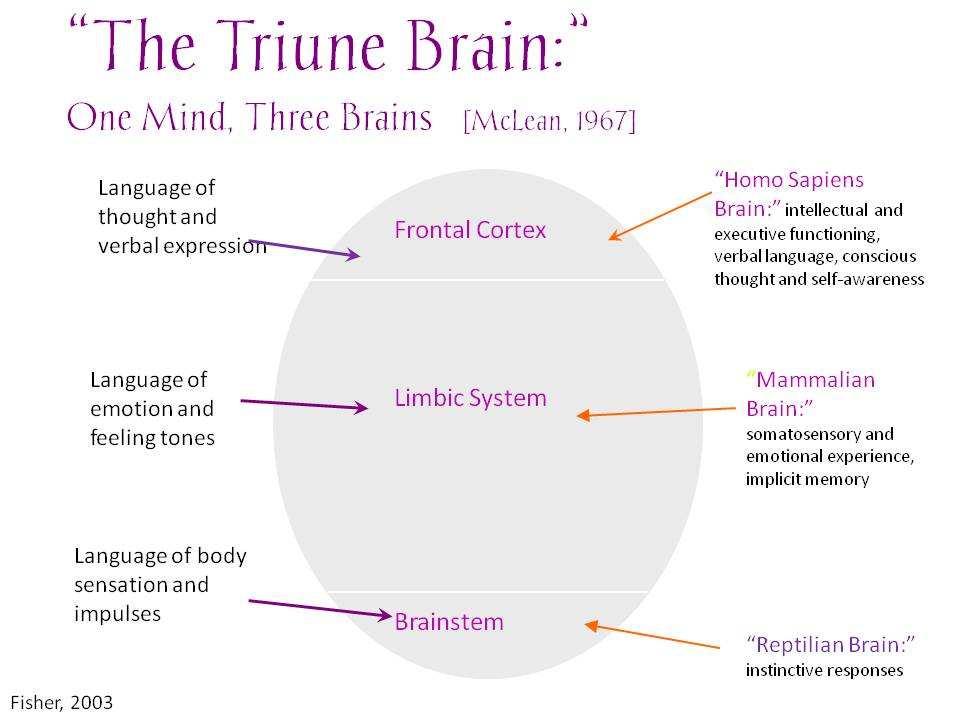 “The Triune Brain:”
One Mind, Three Brains [McLean, 1967]
Language of
thought and
verbal expression
Frontal Cortex
“Homo Sapiens
Brain:” intellectual and
executive functioning,
verbal language, conscious
thought and self-awareness
Language of
emotion and
feeling tones
Limbic System
“Mammalian
Brain:”
somatosensory and
emotional experience,
implicit memory
Language of body
sensation and
impulses
Brainstem
“Reptilian Brain:”
instinctive responses
Fisher, 2003